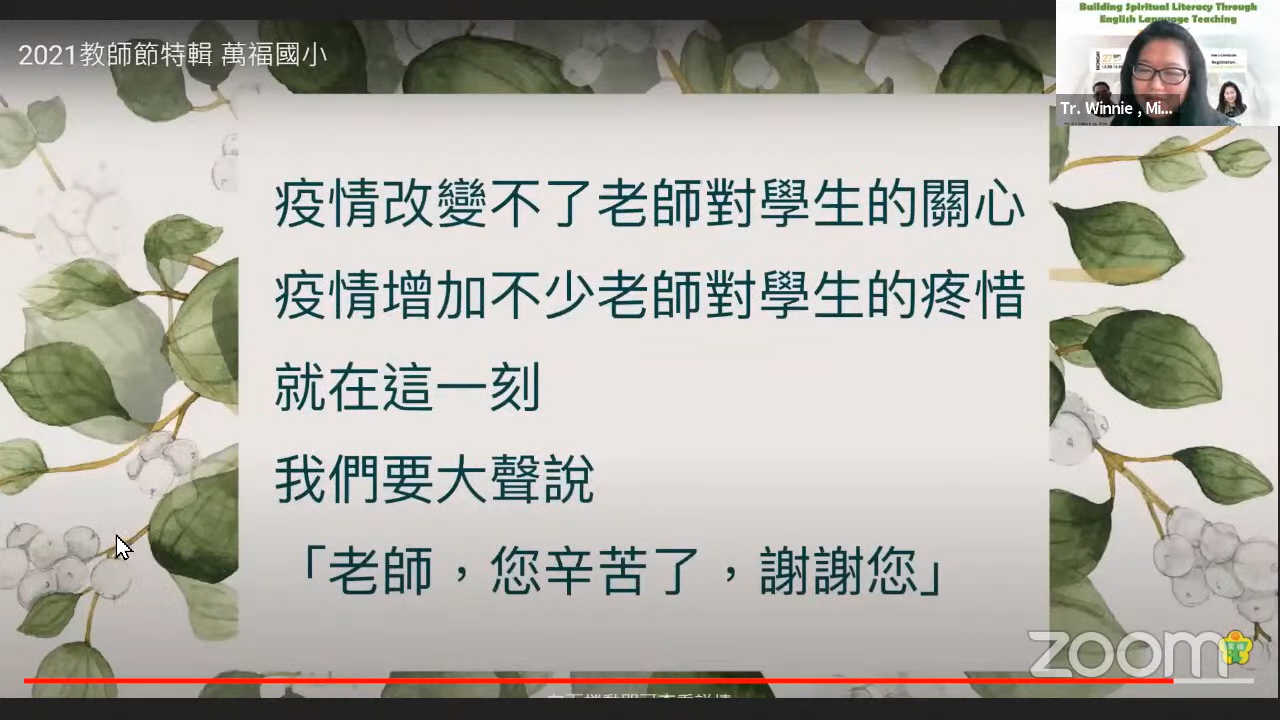 Building Spiritual Literacy Through
English Language Teaching
2021教師節特輯 萬福國小
Tr. Winnie , Mi...
疫情改變不了老師對學生的關心
疫情增加不少老師對學生的疼惜
就在這一刻
我們要大聲說
「老師，您辛苦了，謝謝您」
zoom